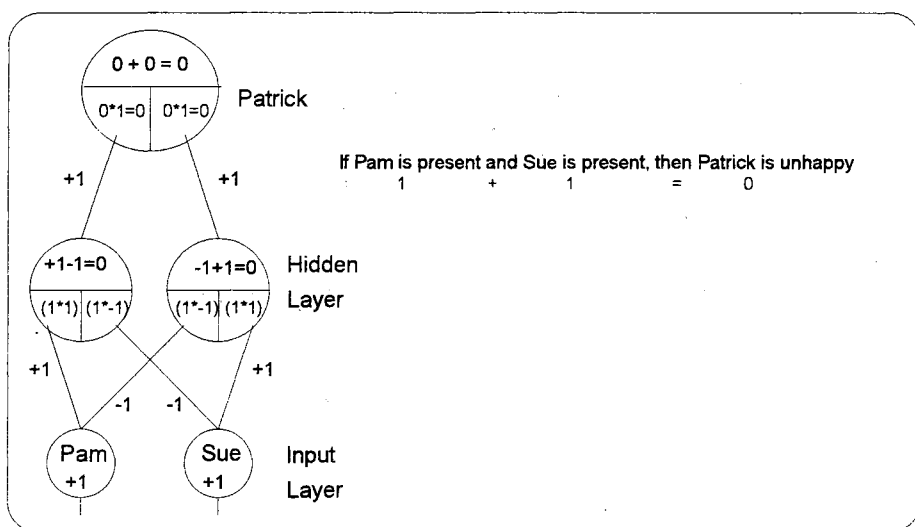 0 + 0 = 0
0*1=0 0*1=0
Patrick
If Pam is present and Sue is present, then Patrick is unhappy
1 + 1 = 0
+1 +1
+1-1=0 -1+1=0 Hidden
(1*1) (1*-1) (1*-1) (1*1) Layer
+1 +1
-1 -1
Pam Sue Input
+1 +1 Layer